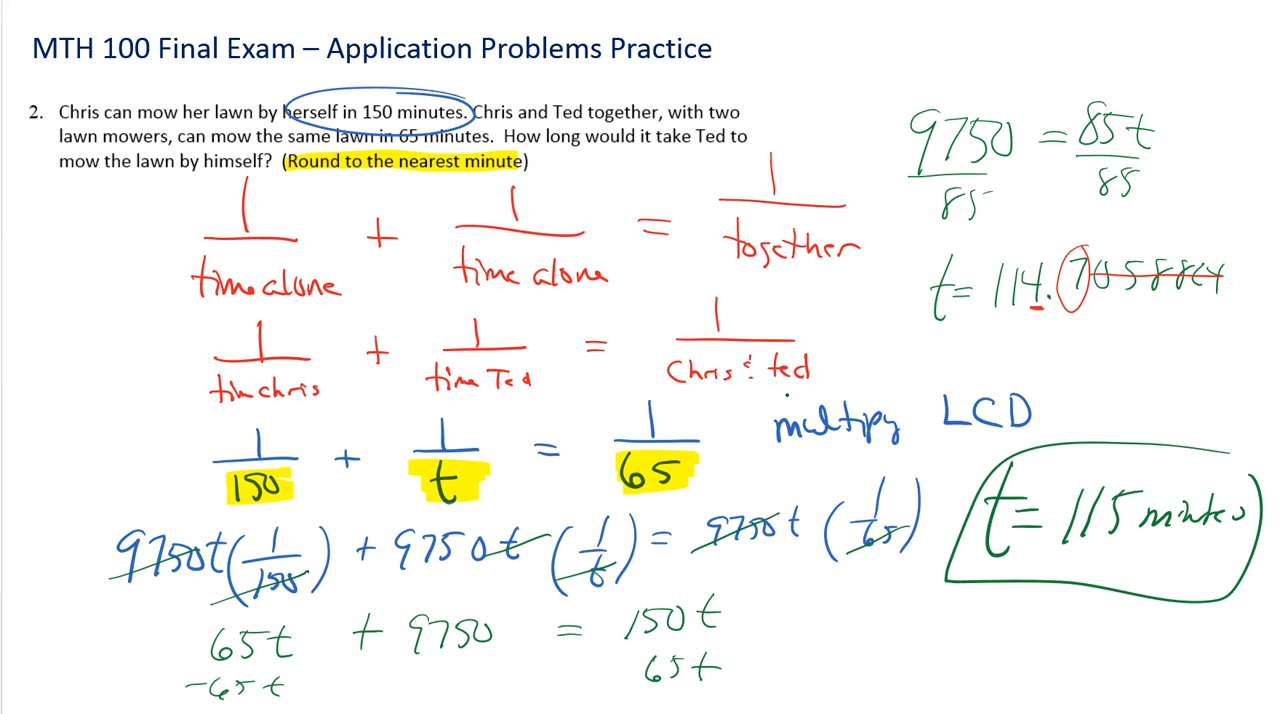 MTH 100 Final Exam – Application Problems Practice
2. Chris can mow her lawn by herself in 150 minutes. Chris and Ted together, with two
lawn mowers, can mow the same lawn in 65 minutes. How long would it take Ted to
mow the lawn by himself? (Round to the nearest minute)
1/time alone + 1/time alone = 1/together
1/tim chris + 1/time Ted = 1/Chris & ted
1/150 + 1/t = 1/65
multipy LCD
9750t(1/150) + 9750t(1/t) = 9750t(1/65)
65t + 9750 = 150t
-65t 65t
9750/85 = 85t/85
t = 114.7058864
t = 115 minutes